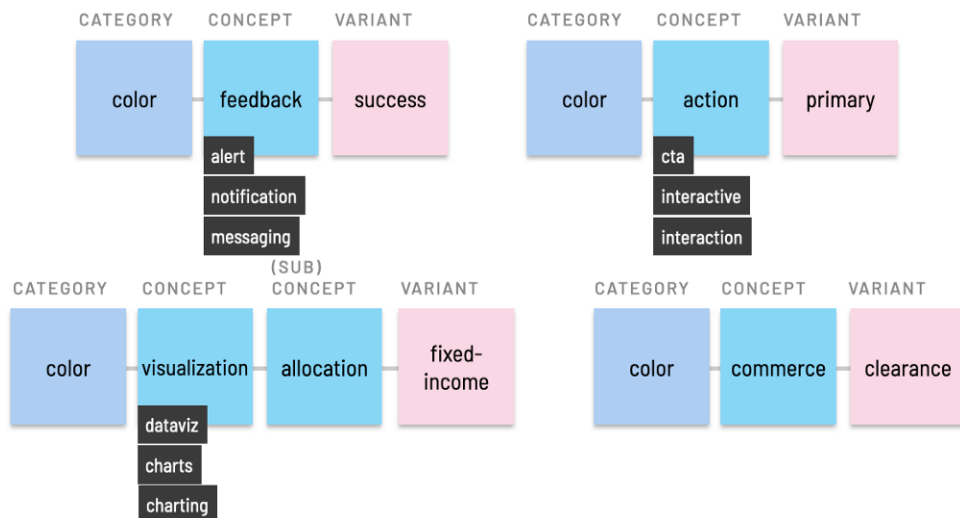 CATEGORY CONCEPT VARIANT
color feedback success
alert
notification
messaging
CATEGORY CONCEPT VARIANT
color action primary
cta
interactive
interaction
CATEGORY CONCEPT (SUB) CONCEPT VARIANT
color visualization allocation fixed-
income
dataviz
charts
charting
CATEGORY CONCEPT VARIANT
color commerce clearance